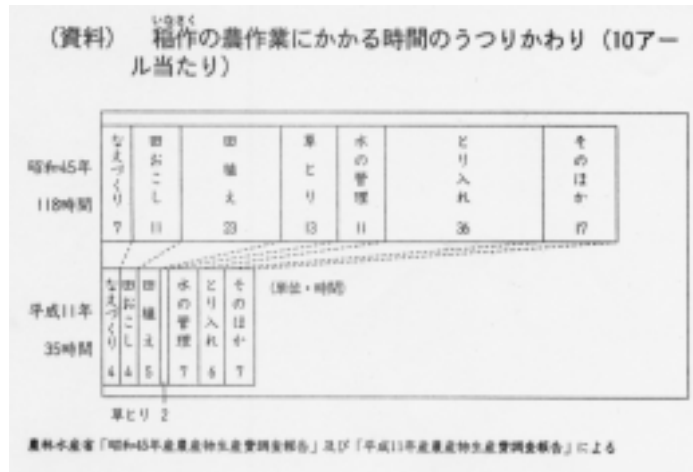 いなさく
(資料) 稲作の農作業にかかる時間のうつりかわり(10アー
ル当たり)
昭和45年
118時間
なえづくり 7
田おこし 11
田植え 23
草とり 13
水の管理 11
とり入れ 36
そのほか 17
平成11年
35時間
なえづくり 4
田おこし 4
田植え 5
水の管理 7
とり入れ 6
そのほか 7
(単位・時間)
草とり 2
農林水産省「昭和45年産農産物生産費調査報告」及び「平成11年産農産物生産費調査報告」による